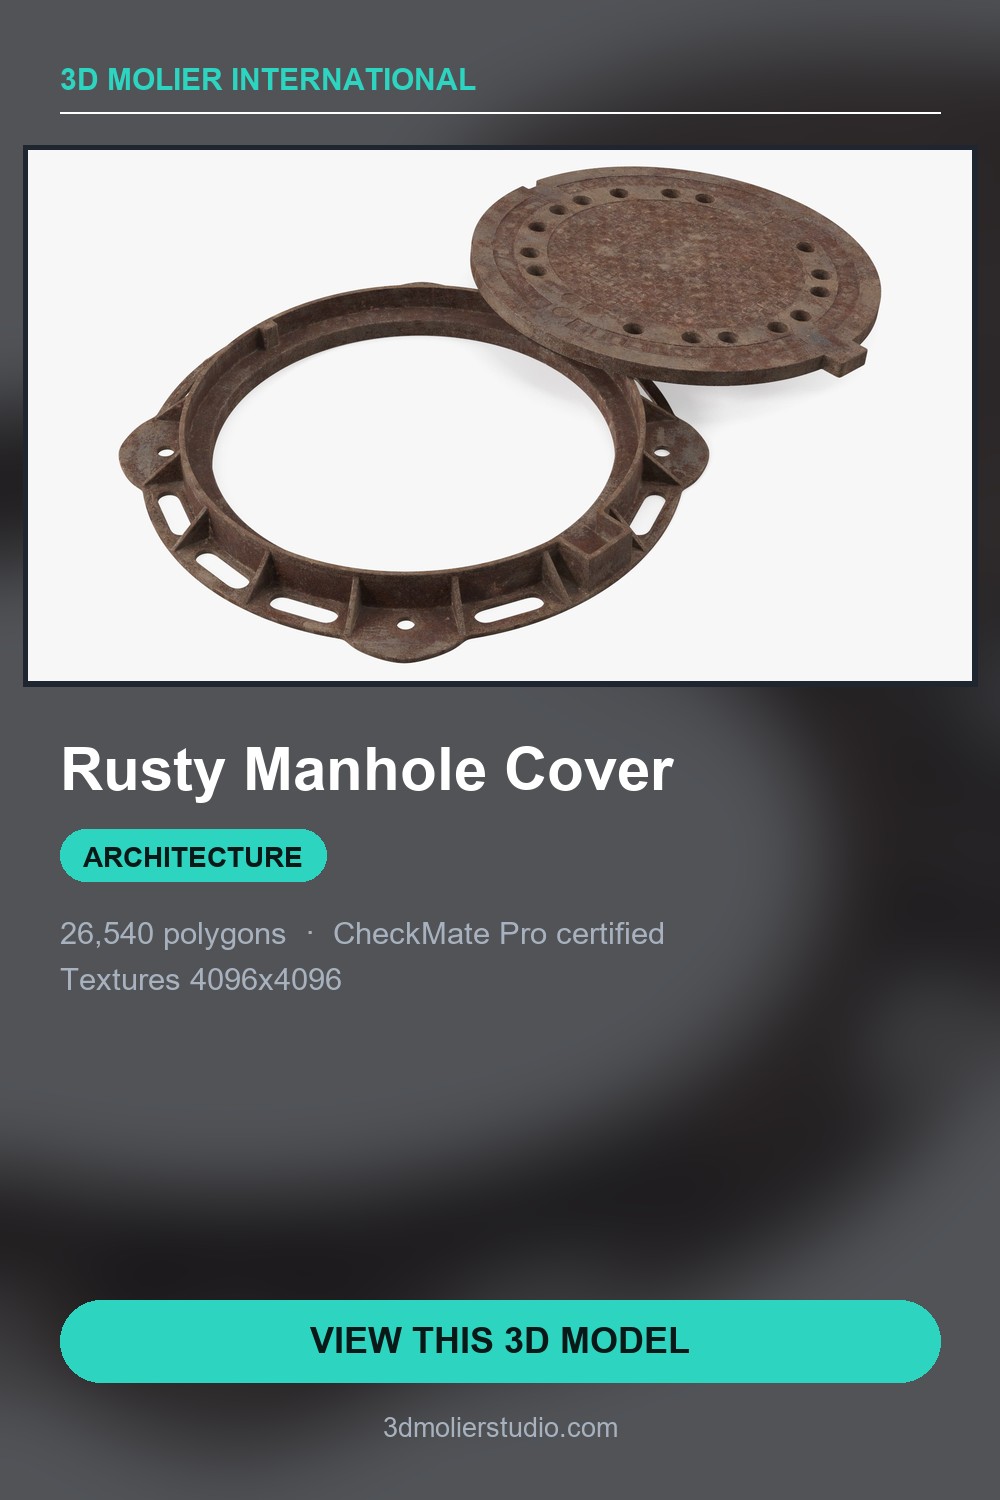 3D MOLIER INTERNATIONAL
Rusty Manhole Cover
ARCHITECTURE
26,540 polygons · CheckMate Pro certified
Textures 4096x4096
VIEW THIS 3D MODEL
3dmolierstudio.com